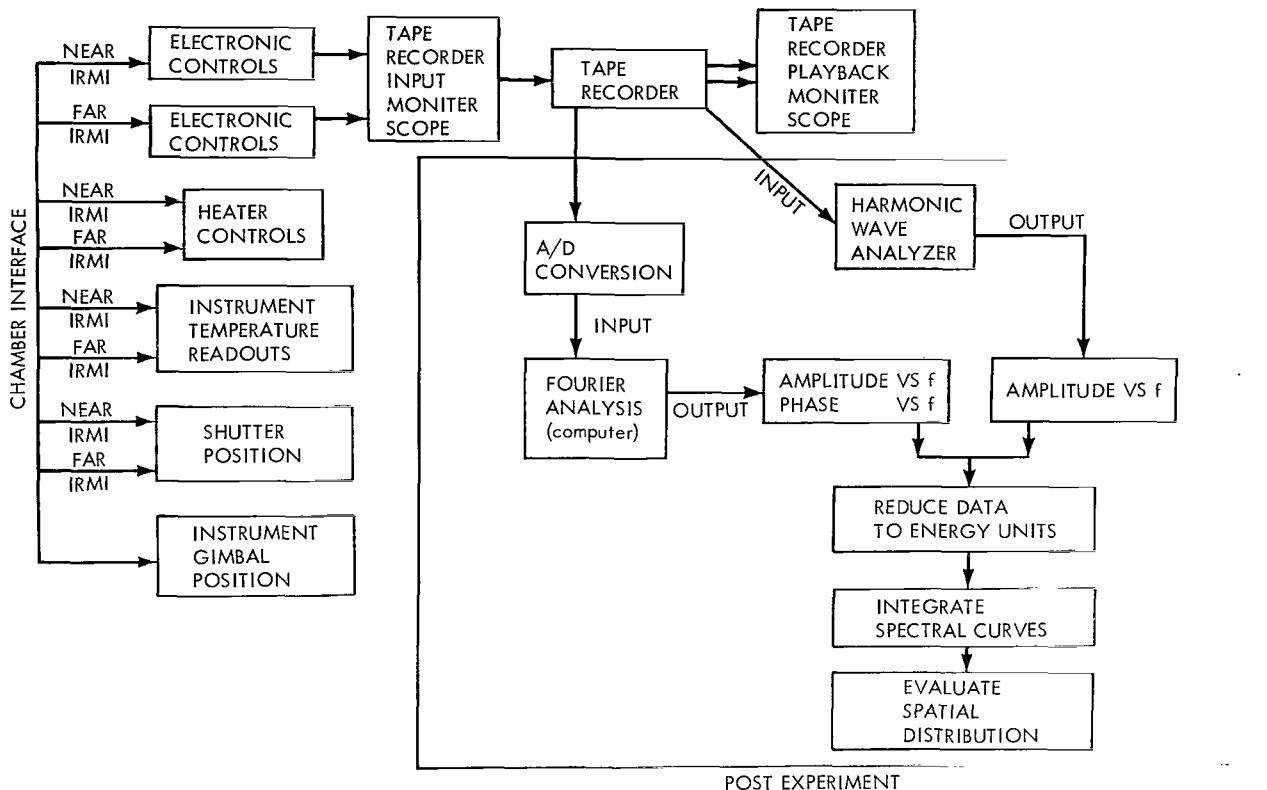 CHAMBER INTERFACE
NEAR
IRMI
ELECTRONIC
CONTROLS
FAR
IRMI
ELECTRONIC
CONTROLS
TAPE
RECORDER
INPUT
MONITER
SCOPE
TAPE
RECORDER
TAPE
RECORDER
PLAYBACK
MONITER
SCOPE
NEAR
IRMI
FAR
IRMI
HEATER
CONTROLS
NEAR
IRMI
FAR
IRMI
INSTRUMENT
TEMPERATURE
READOUTS
NEAR
IRMI
FAR
IRMI
SHUTTER
POSITION
INSTRUMENT
GIMBAL
POSITION
A/D
CONVERSION
INPUT
FOURIER
ANALYSIS
(computer)
OUTPUT
AMPLITUDE VS f
PHASE VS f
INPUT
HARMONIC
WAVE
ANALYZER
OUTPUT
AMPLITUDE VS f
REDUCE DATA
TO ENERGY UNITS
INTEGRATE
SPECTRAL CURVES
EVALUATE
SPATIAL
DISTRIBUTION
POST EXPERIMENT